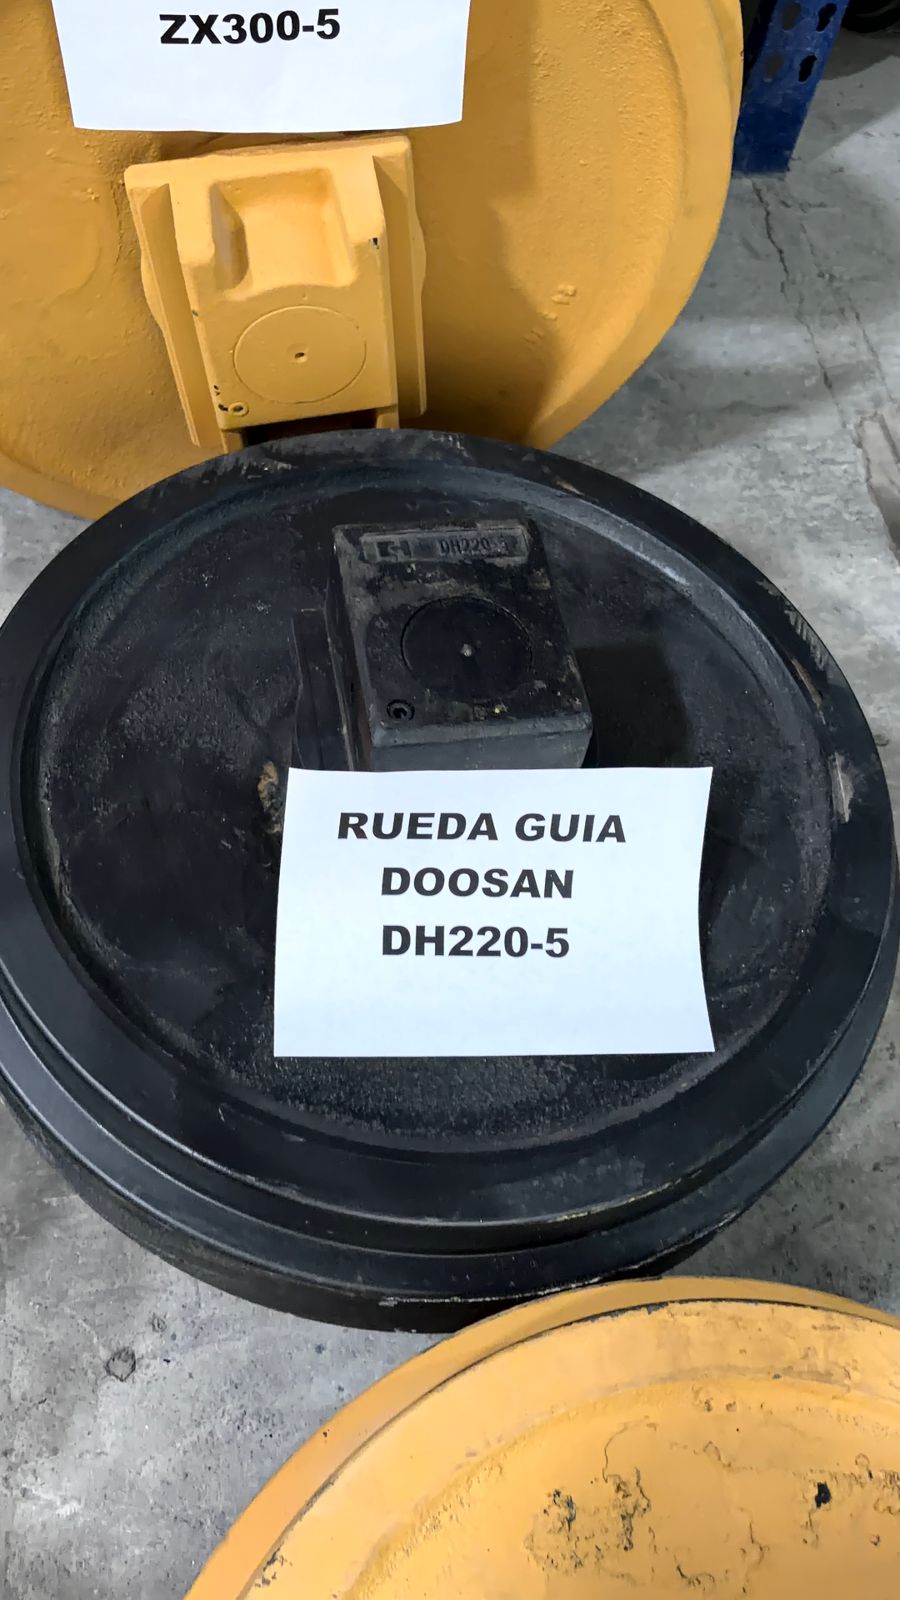 ZX300-5
DH220-5
RUEDA GUIA
DOOSAN
DH220-5